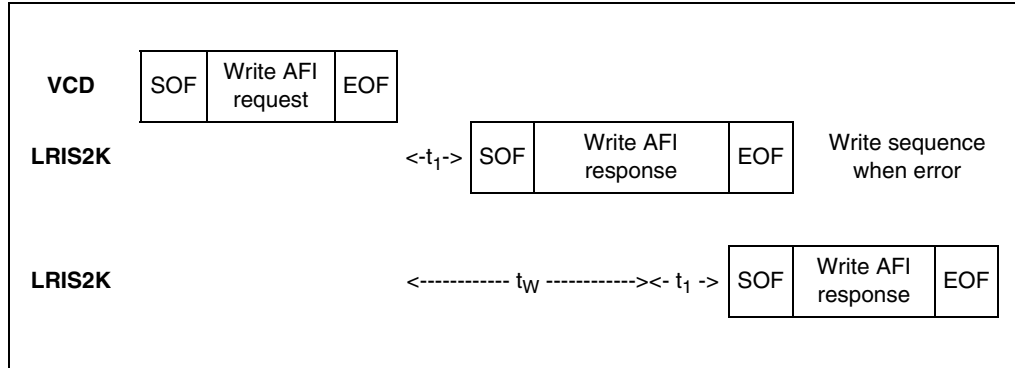 VCD SOF Write AFI request EOF
LRIS2K <-t1-> SOF Write AFI response EOF Write sequence when error
LRIS2K <------------ tW ------------><- t1 -> SOF Write AFI response EOF